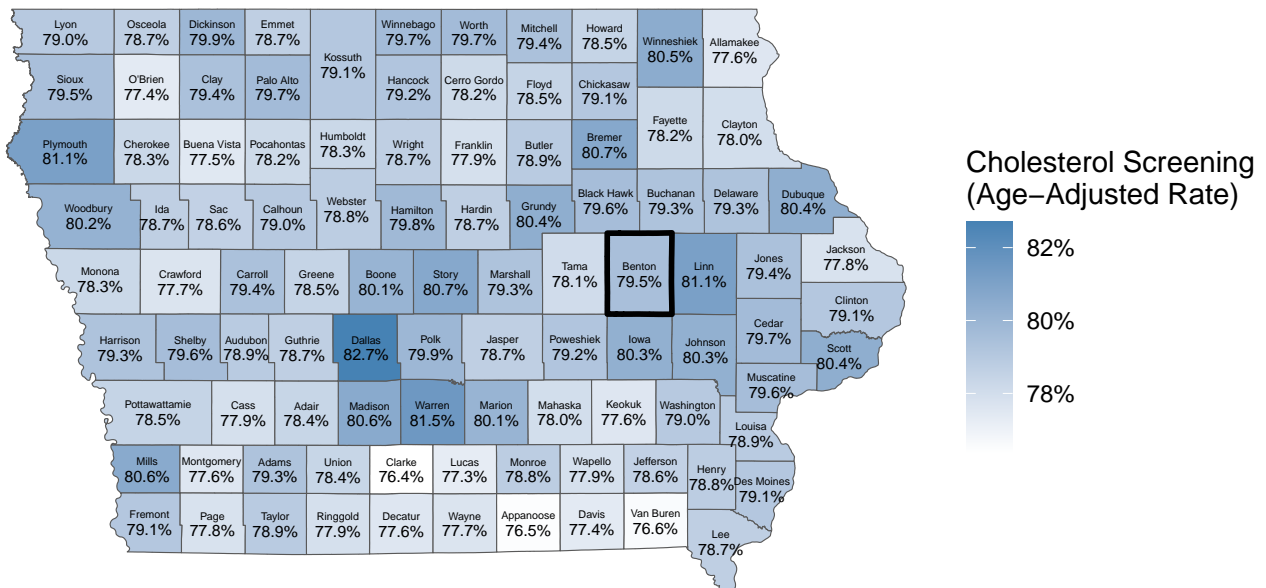 Lyon
79.0%
Osceola
78.7%
Dickinson
79.9%
Emmet
78.7%
Kossuth
79.1%
Winnebago
79.7%
Worth
79.7%
Mitchell
79.4%
Howard
78.5%
Winneshiek
80.5%
Allamakee
77.6%
Sioux
79.5%
O'Brien
77.4%
Clay
79.4%
Palo Alto
79.7%
Hancock
79.2%
Cerro Gordo
78.2%
Floyd
78.5%
Chickasaw
79.1%
Fayette
78.2%
Clayton
78.0%
Plymouth
81.1%
Cherokee
78.3%
Buena Vista
77.5%
Pocahontas
78.2%
Humboldt
78.3%
Wright
78.7%
Franklin
77.9%
Butler
78.9%
Bremer
80.7%
Woodbury
80.2%
Ida
78.7%
Sac
78.6%
Calhoun
79.0%
Webster
78.8%
Hamilton
79.8%
Hardin
78.7%
Grundy
80.4%
Black Hawk
79.6%
Buchanan
79.3%
Delaware
79.3%
Dubuque
80.4%
Monona
78.3%
Crawford
77.7%
Carroll
79.4%
Greene
78.5%
Boone
80.1%
Story
80.7%
Marshall
79.3%
Tama
78.1%
Benton
79.5%
Linn
81.1%
Jones
79.4%
Jackson
77.8%
Clinton
79.1%
Harrison
79.3%
Shelby
79.6%
Audubon
78.9%
Guthrie
78.7%
Dallas
82.7%
Polk
79.9%
Jasper
78.7%
Poweshiek
79.2%
Iowa
80.3%
Johnson
80.3%
Cedar
79.7%
Scott
80.4%
Muscatine
79.6%
Pottawattamie
78.5%
Cass
77.9%
Adair
78.4%
Madison
80.6%
Warren
81.5%
Marion
80.1%
Mahaska
78.0%
Keokuk
77.6%
Washington
79.0%
Louisa
78.9%
Mills
80.6%
Montgomery
77.6%
Adams
79.3%
Union
78.4%
Clarke
76.4%
Lucas
77.3%
Monroe
78.8%
Wapello
77.9%
Jefferson
78.6%
Henry
78.8%
Des Moines
79.1%
Fremont
79.1%
Page
77.8%
Taylor
78.9%
Ringgold
77.9%
Decatur
77.6%
Wayne
77.7%
Appanoose
76.5%
Davis
77.4%
Van Buren
76.6%
Lee
78.7%
Cholesterol Screening
(Age−Adjusted Rate)
82%
80%
78%